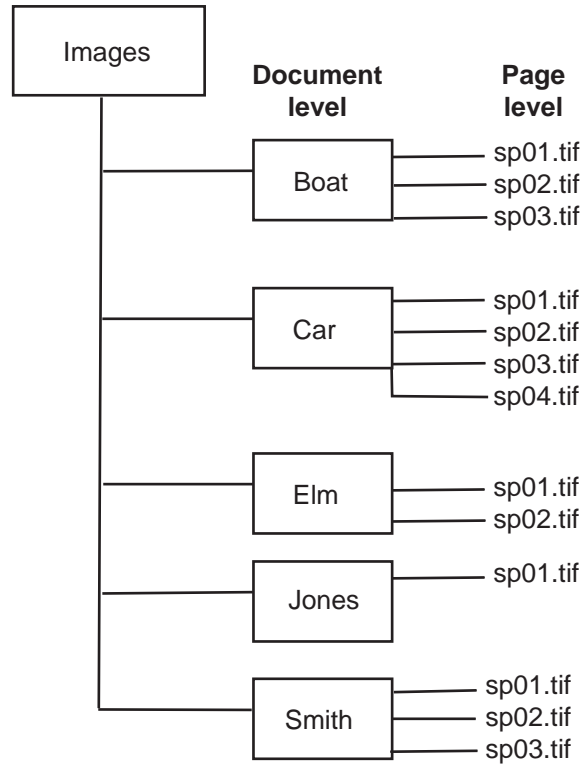 Images
Document
level
Page
level
Boat
sp01.tif
sp02.tif
sp03.tif
Car
sp01.tif
sp02.tif
sp03.tif
sp04.tif
Elm
sp01.tif
sp02.tif
Jones
sp01.tif
Smith
sp01.tif
sp02.tif
sp03.tif